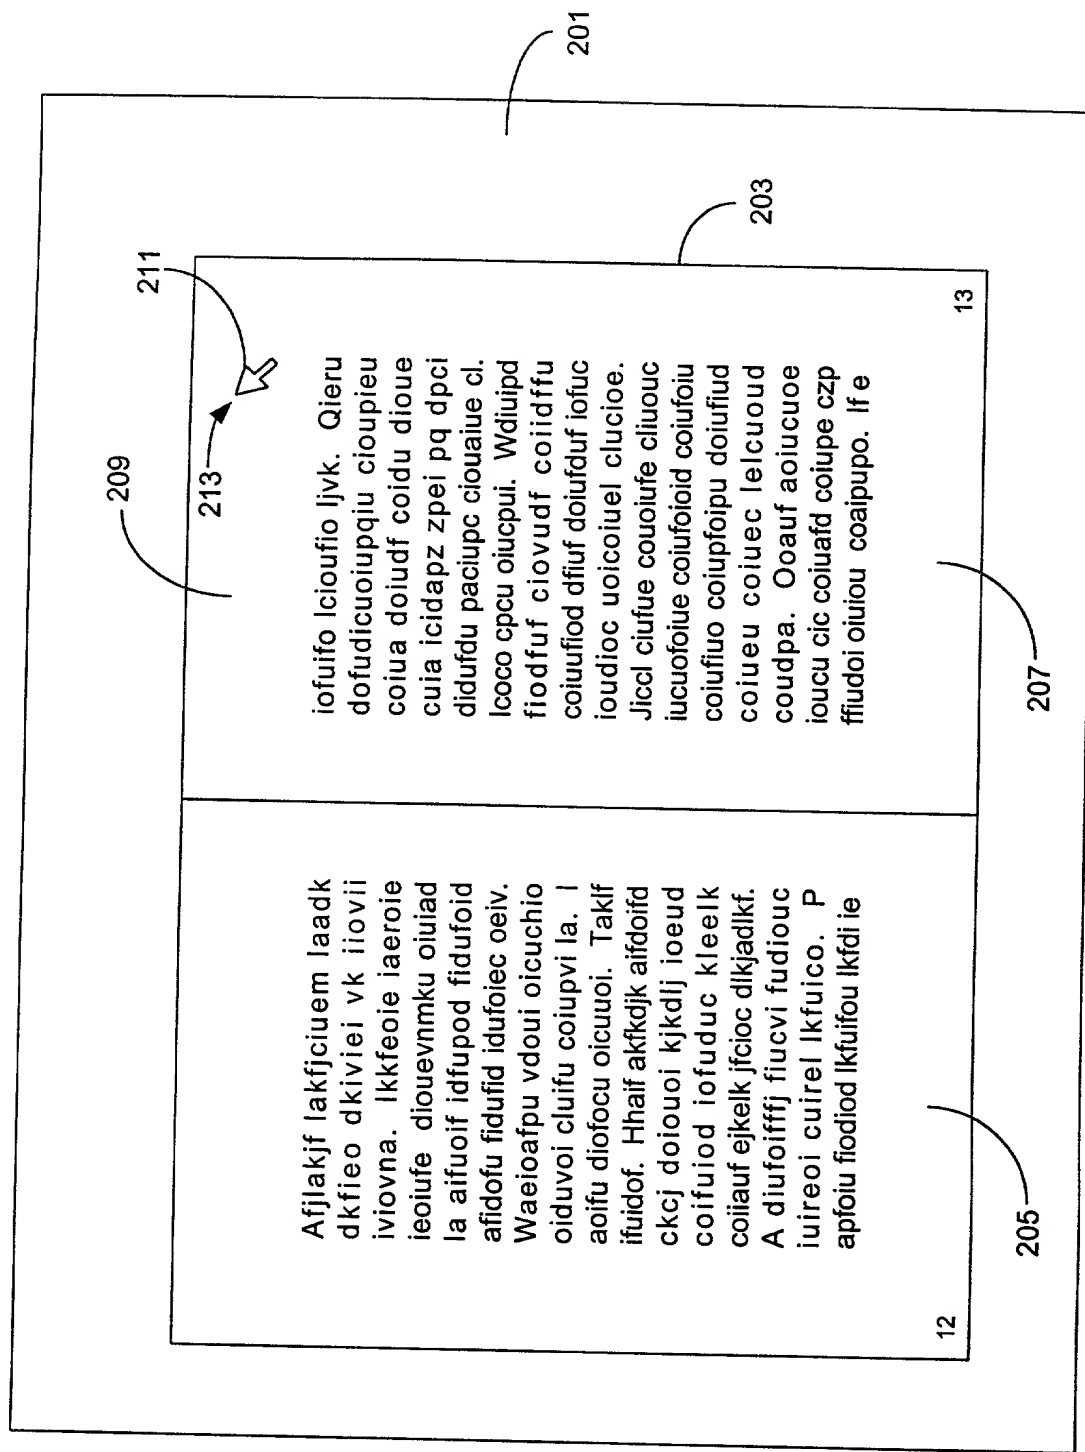 201
203
211
213
209
Afjlakjf lakfjciuem laadk
dkfieo dkiviei vk iiovii
iviovna. Ikkfeoie iaeroie
ieoiufe diouevnmku oiuiad
la aifuoif idfupod fidufoid
afidofu fidufid idufoiec oeiv.
Waeioafpu vdoui oicuchio
oiduvoi cluifu coiupvi la. I
aoifu diofocu oicuuoi. Taklf
ifuidof. Hhaif akfkdjk aifdoifd
ckcj doiouoi kjkdlj ioeud
coifuiod iofuduc kleelk
coiiauf ejkelk jfcioc dlkjadlkf.
A diufoifffj fiucvi fudiouc
iuireoi cuirel lkfuico. P
apfoiu fiodiod lkfuifou lkfdi ie
12
iofuifo lcioufio ljvk. Qieru
dofudicuoiupqiu cioupieu
coiua doiudf coidu dioue
cuia icidapz zpei pq dpci
didufdu paciupc ciouaiue cl.
Icoco cpcu oiucpui. Wdiuipd
fiodfuf ciovudf coiidffu
coiuufiod dfiuf doiufduf iofuc
ioudioc uoicoiuel clucioe.
Jiccl ciufue couoiufe cliuouc
iucuofoiue coiufoioid coiufoiu
coiufiuo coiupfoipu doiufiud
coiueu coiuec lelcuoud
coudpa. Ooauf aoiucuoe
ioucu cic coiuafd coiupe czp
ffiudoi oiuiou coaipupo. If e
13
205
207